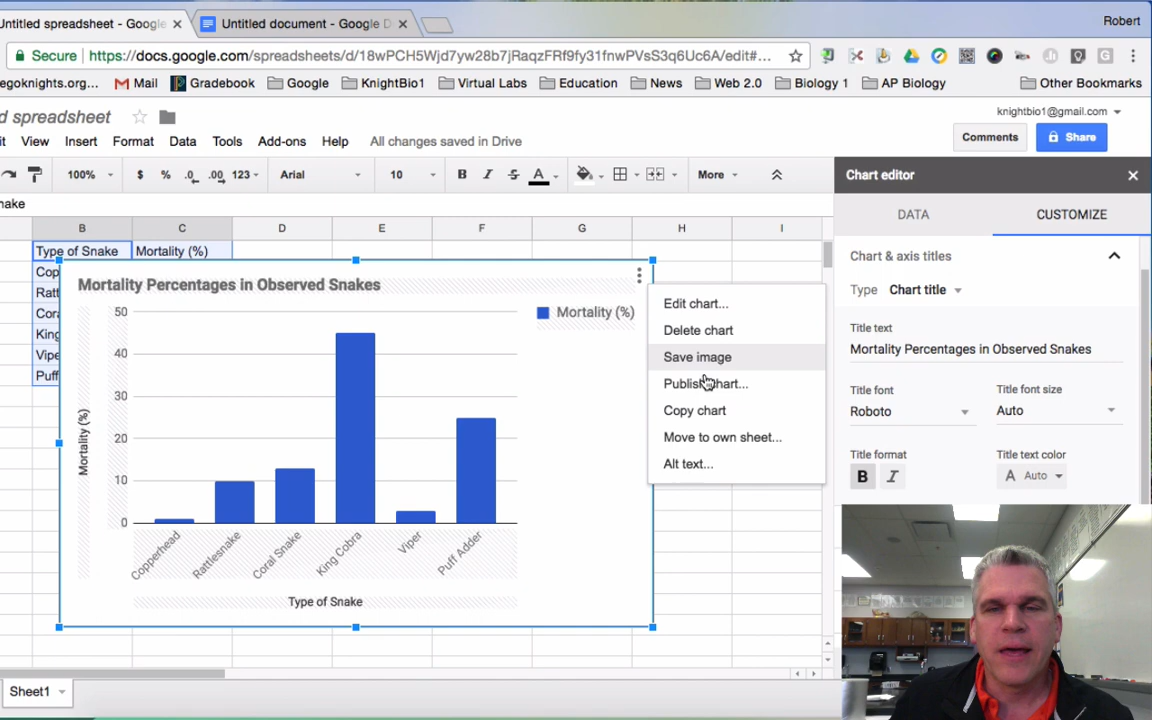 Untitled spreadsheet - Google
Untitled document - Google D
Robert
Secure https://docs.google.com/spreadsheets/d/18wPCH5Wjd7yw28b7jRaqzFRf9fy31fnwPVsS3q6Uc6A/edit#...
egoknights.org... Mail Gradebook Google KnightBio1 Virtual Labs Education News Web 2.0 Biology 1 AP Biology Other Bookmarks
d spreadsheet
knightbio1@gmail.com
it View Insert Format Data Tools Add-ons Help All changes saved in Drive
Comments Share
100% $ % .0 .00 123 Arial 10 B I S A More
Chart editor
nake
DATA CUSTOMIZE
B C D E F G H I
Type of Snake Mortality (%)
Cop
Ratt
Cora
King
Vipe
Puff
Mortality Percentages in Observed Snakes
Mortality (%)
50
40
30
20
10
0
Mortality (%)
Copperhead Rattlesnake Coral Snake King Cobra Viper Puff Adder
Type of Snake
Edit chart...
Delete chart
Save image
Publish chart...
Copy chart
Move to own sheet...
Alt text...
Chart & axis titles
Type Chart title
Title text
Mortality Percentages in Observed Snakes
Title font Title font size
Roboto Auto
Title format Title text color
B I A Auto
Sheet1